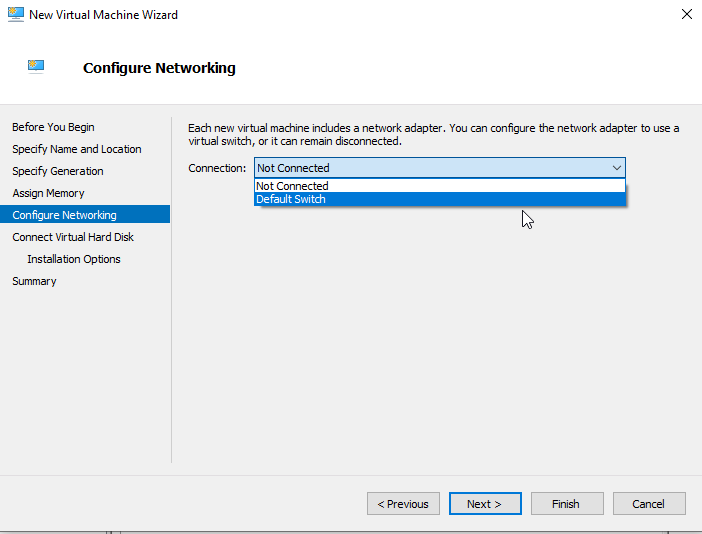 New Virtual Machine Wizard
Configure Networking
Before You Begin
Specify Name and Location
Specify Generation
Assign Memory
Configure Networking
Connect Virtual Hard Disk
Installation Options
Summary
Each new virtual machine includes a network adapter. You can configure the network adapter to use a
virtual switch, or it can remain disconnected.
Connection: Not Connected
Not Connected
Default Switch
< Previous
Next >
Finish
Cancel